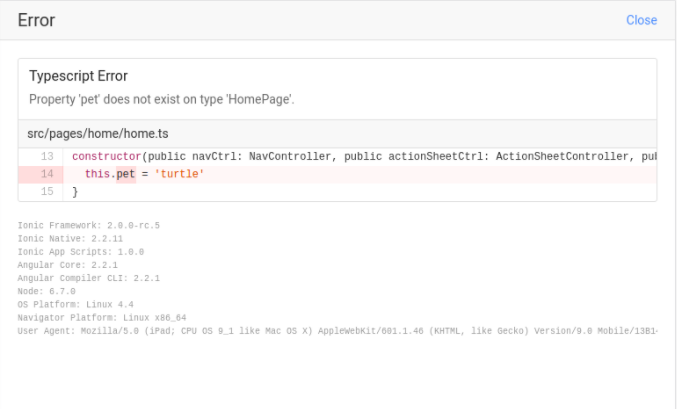 Error
Close
Typescript Error
Property 'pet' does not exist on type 'HomePage'.
src/pages/home/home.ts
13 constructor(public navCtrl: NavController, public actionSheetCtrl: ActionSheetController, pub
14 this.pet = 'turtle'
15 }
Ionic Framework: 2.0.0-rc.5
Ionic Native: 2.2.11
Ionic App Scripts: 1.0.0
Angular Core: 2.2.1
Angular Compiler CLI: 2.2.1
Node: 6.7.0
OS Platform: Linux 4.4
Navigator Platform: Linux x86_64
User Agent: Mozilla/5.0 (iPad; CPU OS 9_1 like Mac OS X) AppleWebKit/601.1.46 (KHTML, like Gecko) Version/9.0 Mobile/13B1